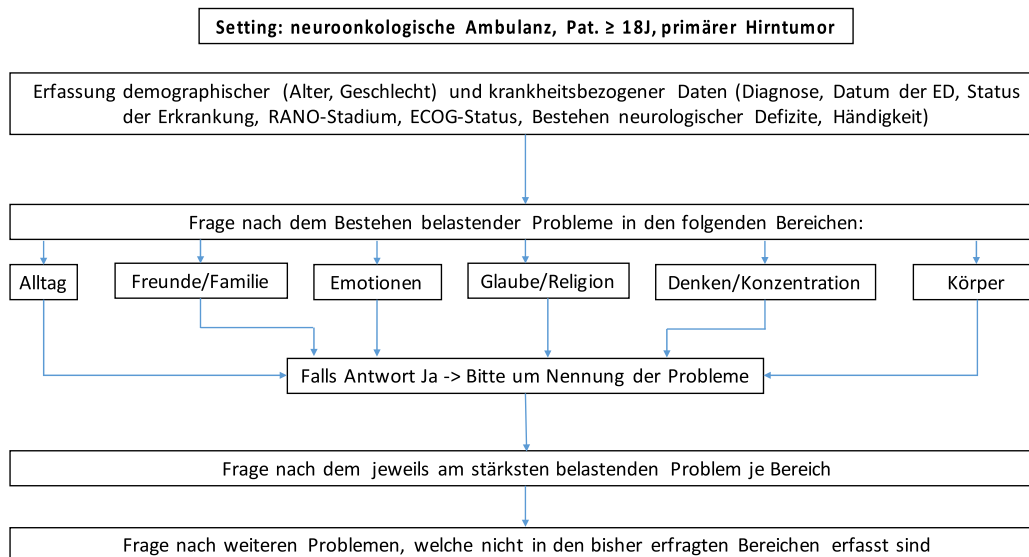 Setting: neuroonkologische Ambulanz, Pat. ≥ 18J, primärer Hirntumor
Erfassung demographischer (Alter, Geschlecht) und krankheitsbezogener Daten (Diagnose, Datum der ED, Status
der Erkrankung, RANO-Stadium, ECOG-Status, Bestehen neurologischer Defizite, Händigkeit)
Frage nach dem Bestehen belastender Probleme in den folgenden Bereichen:
Alltag
Freunde/Familie
Emotionen
Glaube/Religion
Denken/Konzentration
Körper
Falls Antwort Ja -> Bitte um Nennung der Probleme
Frage nach dem jeweils am stärksten belastenden Problem je Bereich
Frage nach weiteren Problemen, welche nicht in den bisher erfragten Bereichen erfasst sind